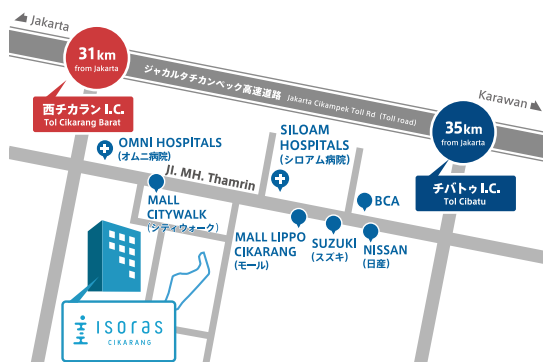 Jakarta
31km
from Jakarta
ジャカルタチカンペック高速道路 Jakarta Cikampek Toll Rd (Toll road)
Karawan
西チカランI.C.
Tol Cikarang Barat
35km
from Jakarta
チバトゥI.C.
Tol Cibatu
OMNI HOSPITALS
(オムニ病院)
SILOAM
HOSPITALS
(シロアム病院)
Jl. MH. Thamrin
MALL
CITYWALK
(シティウォーク)
BCA
MALL LIPPO
CIKARANG
(モール)
SUZUKI
(スズキ)
NISSAN
(日産)
isoras
CIKARANG